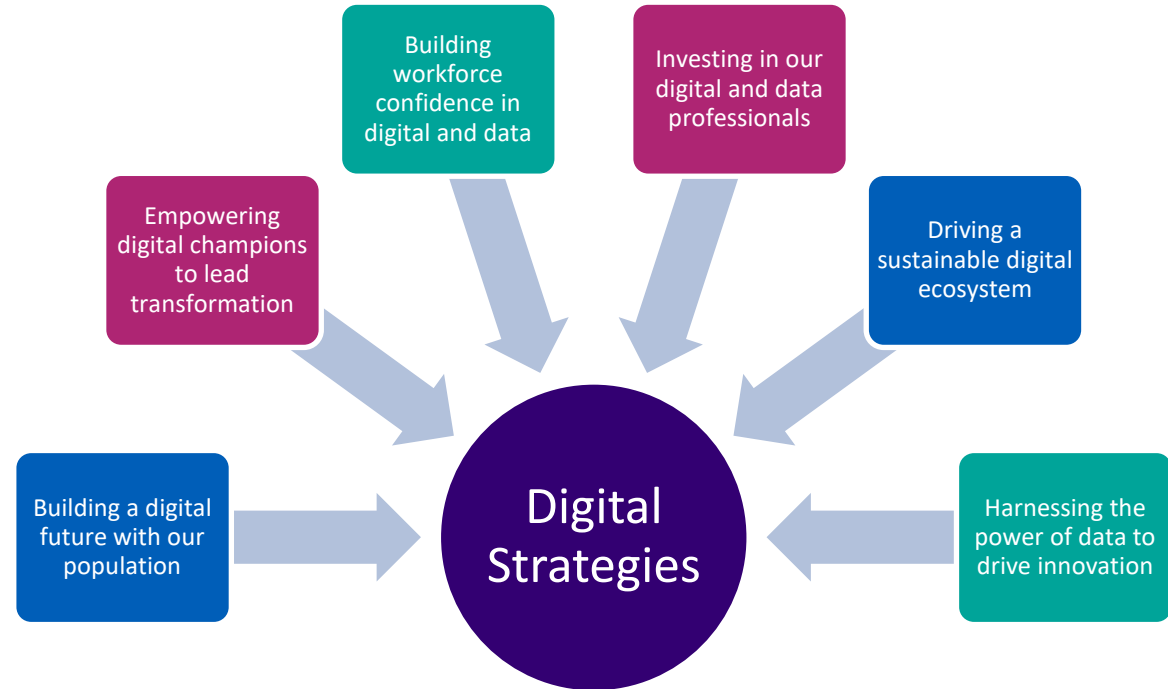 Building
workforce
confidence in
digital and data
Investing in our
digital and data
professionals
Empowering
digital champions
to lead
transformation
Driving a
sustainable digital
ecosystem
Building a digital
future with our
population
Digital
Strategies
Harnessing the
power of data to
drive innovation